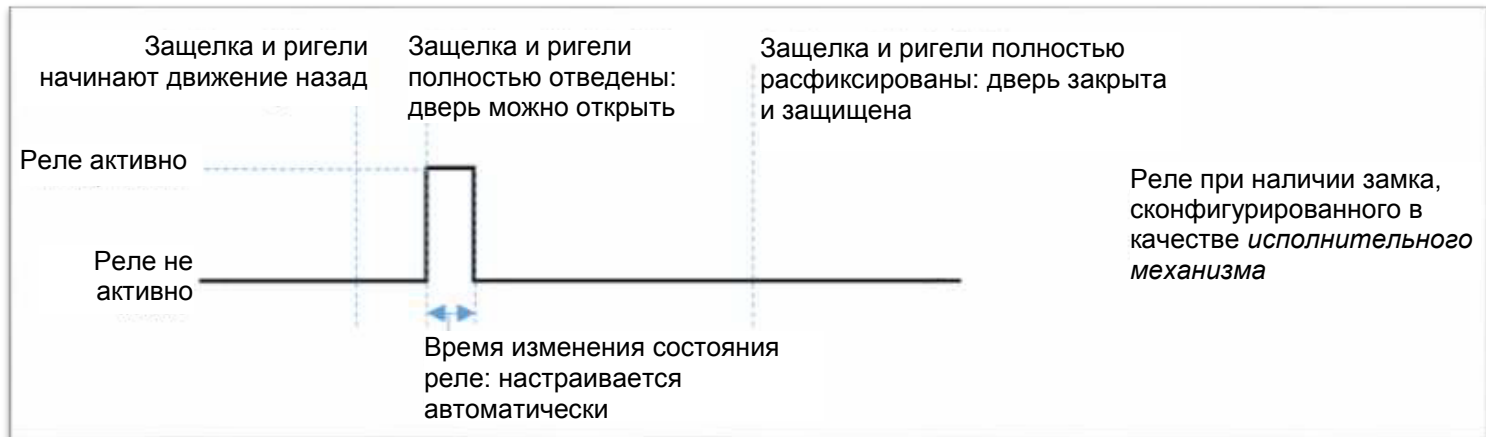 Защелка и ригели
начинают движение назад
Защелка и ригели
полностью отведены:
дверь можно открыть
Защелка и ригели полностью
расфиксированы: дверь закрыта
и защищена
Реле активно
Реле при наличии замка,
сконфигурированного в
качестве исполнительного
механизма
Реле не
активно
Время изменения состояния
реле: настраивается
автоматически